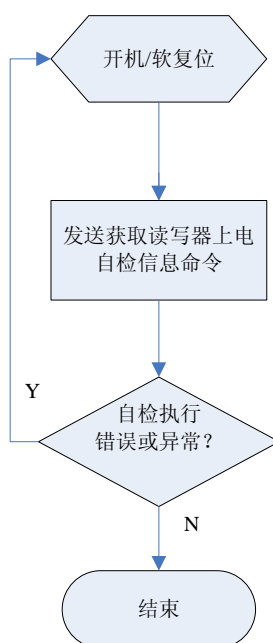 开机/软复位
发送获取读写器上电
自检信息命令
自检执行
错误或异常？
Y
N
结束